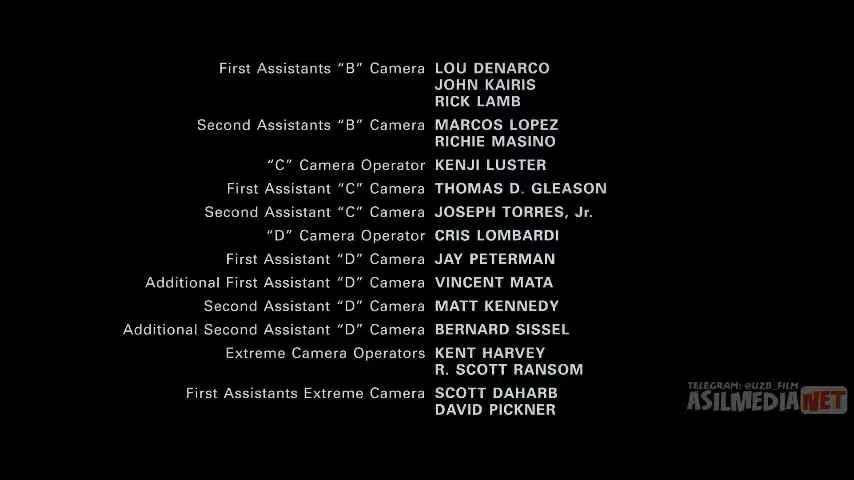 First Assistants “B” Camera LOU DENARCO
JOHN KAIRIS
RICK LAMB
Second Assistants “B” Camera MARCOS LOPEZ
RICHIE MASINO
“C” Camera Operator KENJI LUSTER
First Assistant “C” Camera THOMAS D. GLEASON
Second Assistant “C” Camera JOSEPH TORRES, Jr.
“D” Camera Operator CRIS LOMBARDI
First Assistant “D” Camera JAY PETERMAN
Additional First Assistant “D” Camera VINCENT MATA
Second Assistant “D” Camera MATT KENNEDY
Additional Second Assistant “D” Camera BERNARD SISSEL
Extreme Camera Operators KENT HARVEY
R. SCOTT RANSOM
First Assistants Extreme Camera SCOTT DAHARB
DAVID PICKNER
TELEGRAM: @UZB_FILM
ASILMEDIA.NET